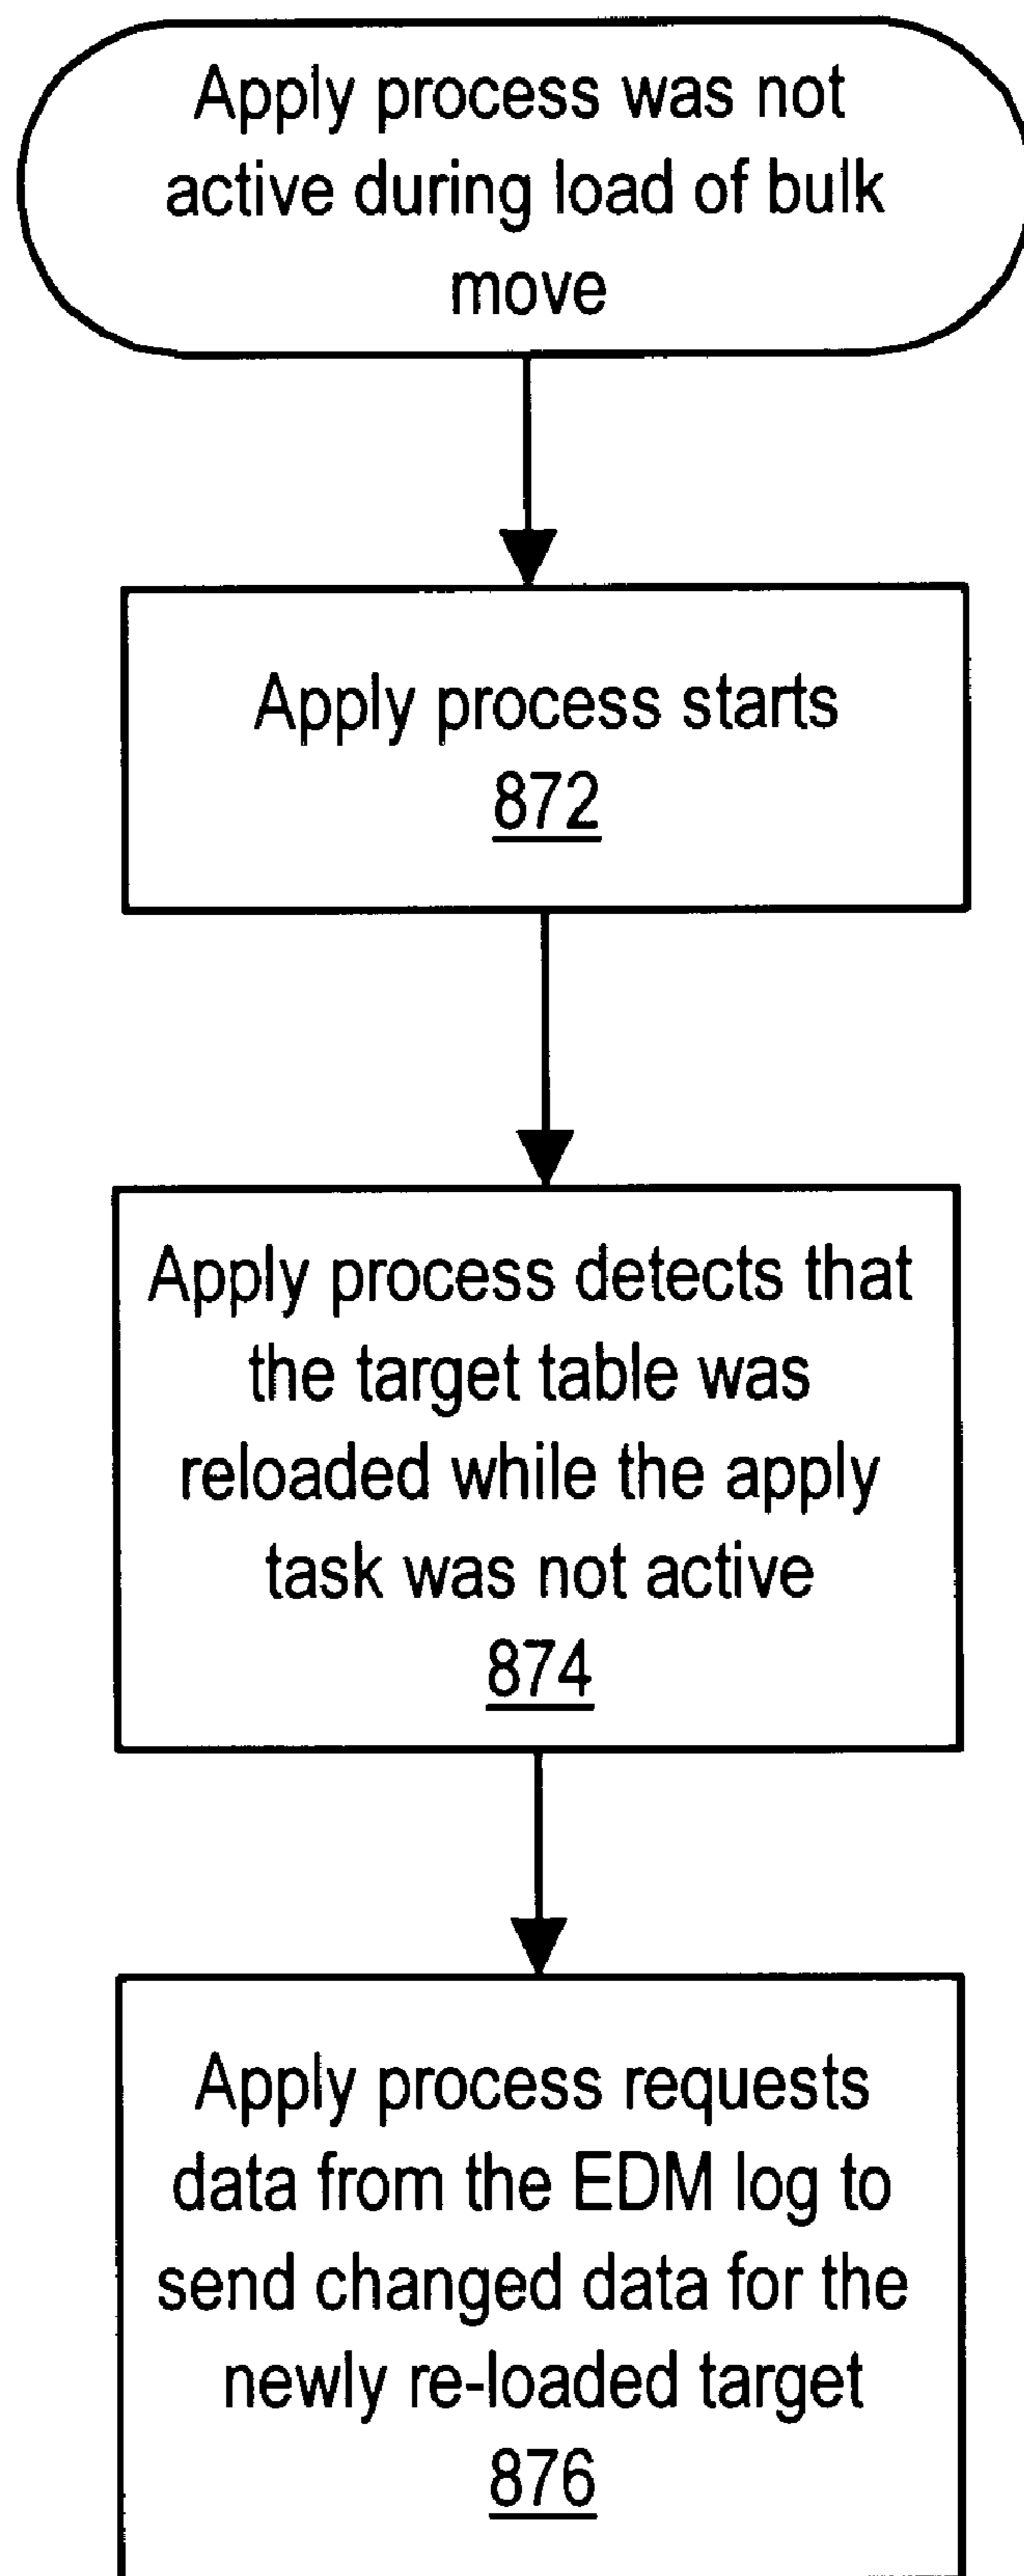 Apply process was not
active during load of bulk
move
Apply process starts
872
Apply process detects that
the target table was
reloaded while the apply
task was not active
874
Apply process requests
data from the EDM log to
send changed data for the
newly re-loaded target
876